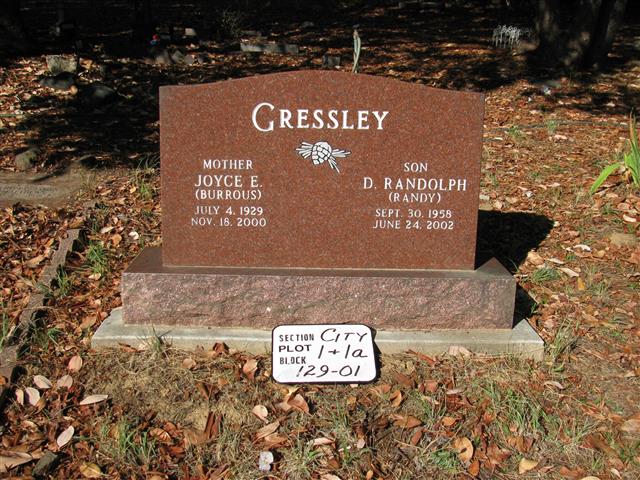 GRESSLEY
MOTHER
JOYCE E.
(BURROUS)
JULY 4, 1929
NOV. 18, 2000
SON
D. RANDOLPH
(RANDY)
SEPT. 30, 1958
JUNE 24, 2002
SECTION CITY
PLOT 1+1a
BLOCK 129-01